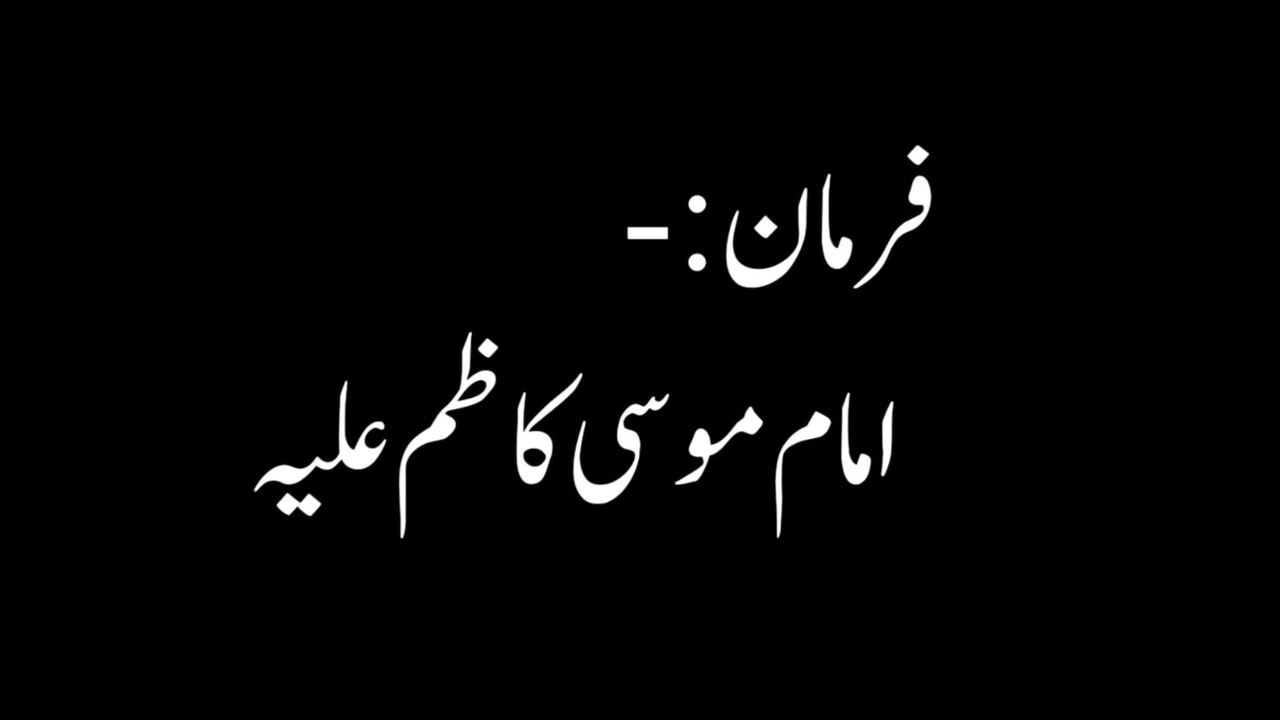 فرمان :-
امام موسی کاظم علیہ